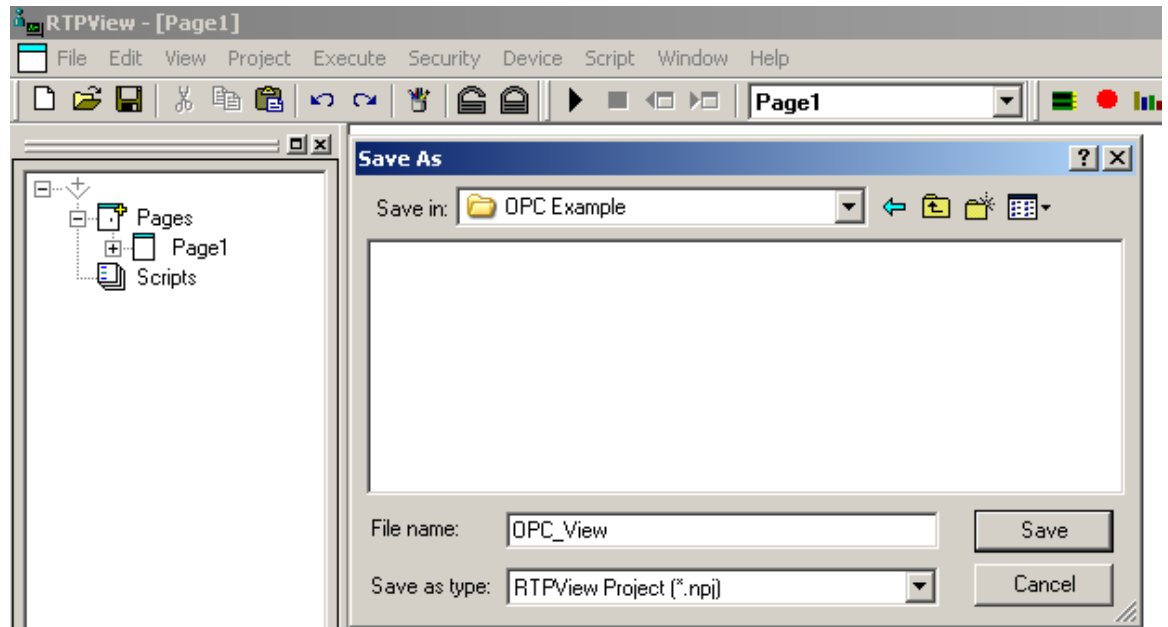 RTPView - [Page1]
File Edit View Project Execute Security Device Script Window Help
Page1
Save As
Save in: OPC Example
Pages
Page1
Scripts
File name: OPC_View
Save
Save as type: RTPView Project (*.npj)
Cancel